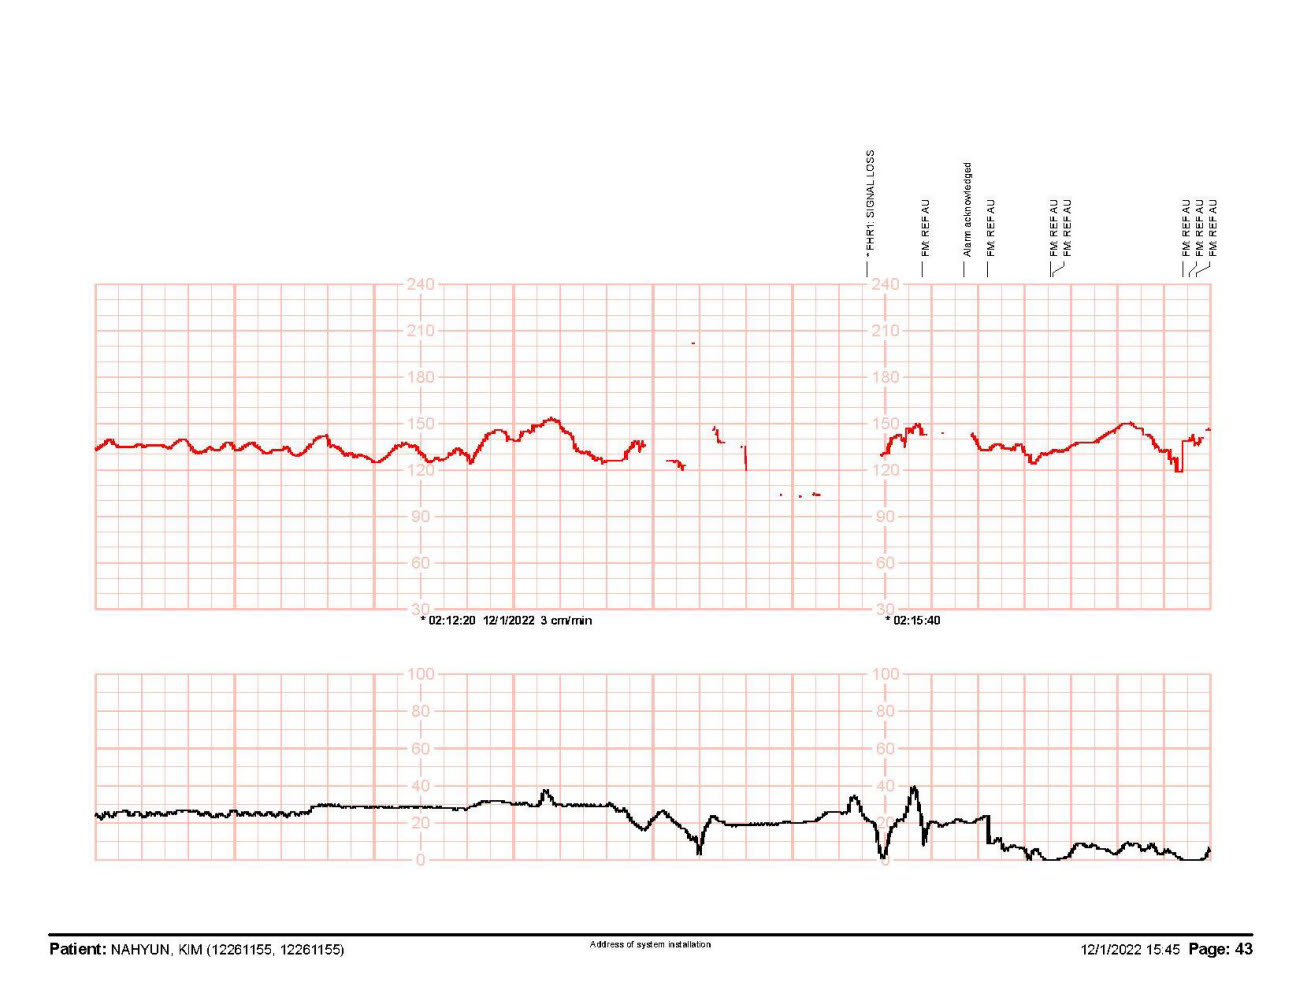 * FHR1: SIGNAL LOSS
FM: REF AU
Alarm acknowledged
FM: REF AU
FM: REF AU
FM: REF AU
FM: REF AU
FM: REF AU
FM: REF AU
240 240
210 210
180 180
150 150
120 120
90 90
60 60
30 30
* 02:12:20 12/1/2022 3 cm/min * 02:15:40
100 100
80 80
60 60
40 40
20 20
0 0
Patient: NAHYUN, KIM (12261155, 12261155) Address of system installation 12/1/2022 15:45 Page: 43